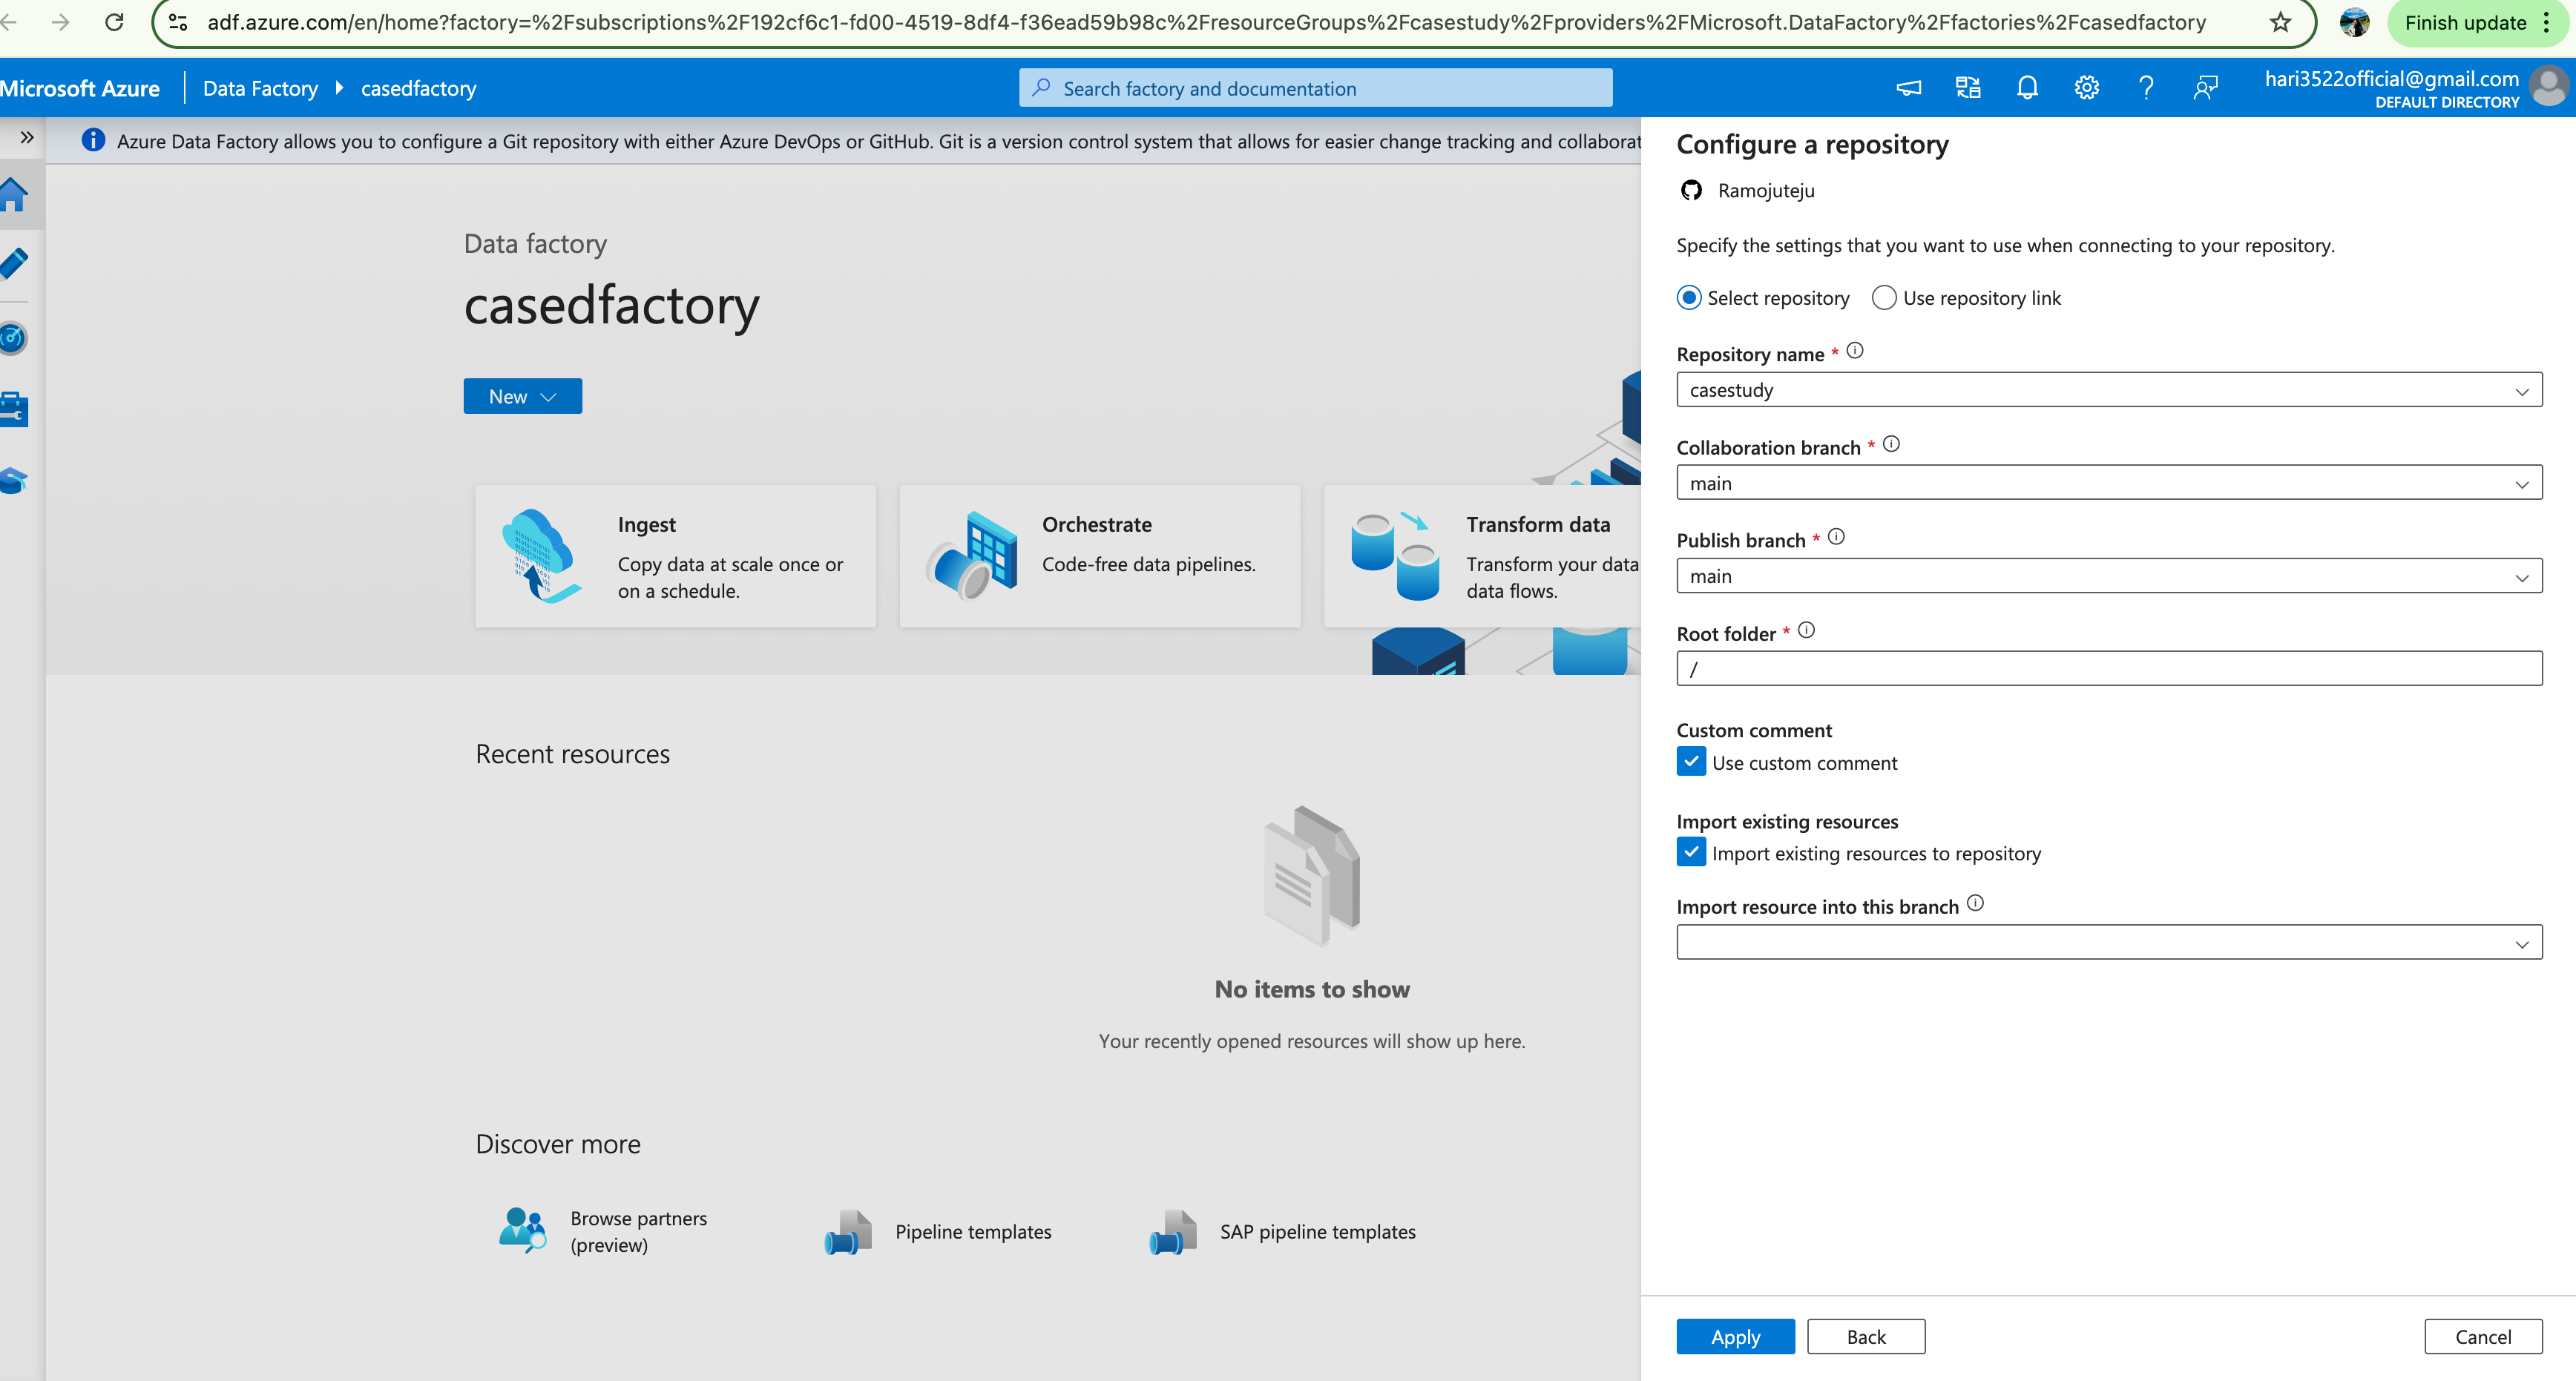 adf.azure.com/en/home?factory=%2Fsubscriptions%2F192cf6c1-fd00-4519-8df4-f36ead59b98c%2FresourceGroups%2Fcasestudy%2Fproviders%2FMicrosoft.DataFactory%2Ffactories%2Fcasedfactory
Finish update
Microsoft Azure
Data Factory
casedfactory
Search factory and documentation
hari3522official@gmail.com
DEFAULT DIRECTORY
Azure Data Factory allows you to configure a Git repository with either Azure DevOps or GitHub. Git is a version control system that allows for easier change tracking and collaborat
Data factory
casedfactory
New
Ingest
Copy data at scale once or
on a schedule.
Orchestrate
Code-free data pipelines.
Transform data
Transform your data
data flows.
Recent resources
No items to show
Your recently opened resources will show up here.
Discover more
Browse partners
(preview)
Pipeline templates
SAP pipeline templates
Configure a repository
Ramojuteju
Specify the settings that you want to use when connecting to your repository.
Select repository
Use repository link
Repository name *
casestudy
Collaboration branch *
main
Publish branch *
main
Root folder *
/
Custom comment
Use custom comment
Import existing resources
Import existing resources to repository
Import resource into this branch
Apply
Back
Cancel